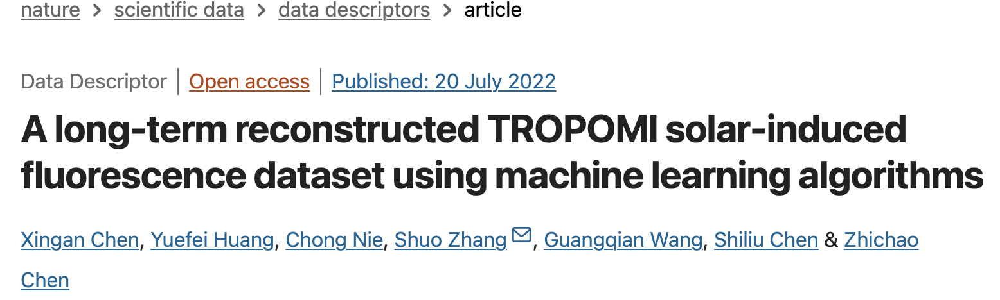 nature > scientific data > data descriptors > article
Data Descriptor | Open access | Published: 20 July 2022
A long-term reconstructed TROPOMI solar-induced
fluorescence dataset using machine learning algorithms
Xingan Chen, Yuefei Huang, Chong Nie, Shuo Zhang, Guangqian Wang, Shiliu Chen & Zhichao
Chen